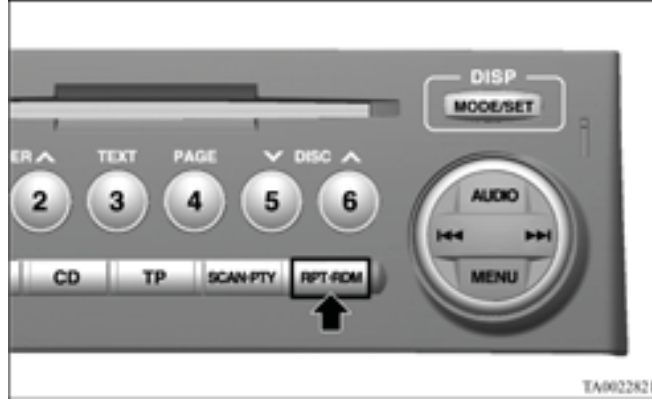 DISP
MODE/SET
ER TEXT PAGE DISC
2 3 4 5 6
AUDIO
MENU
CD TP SCAN·PTY RPT·RDM
TA0022821